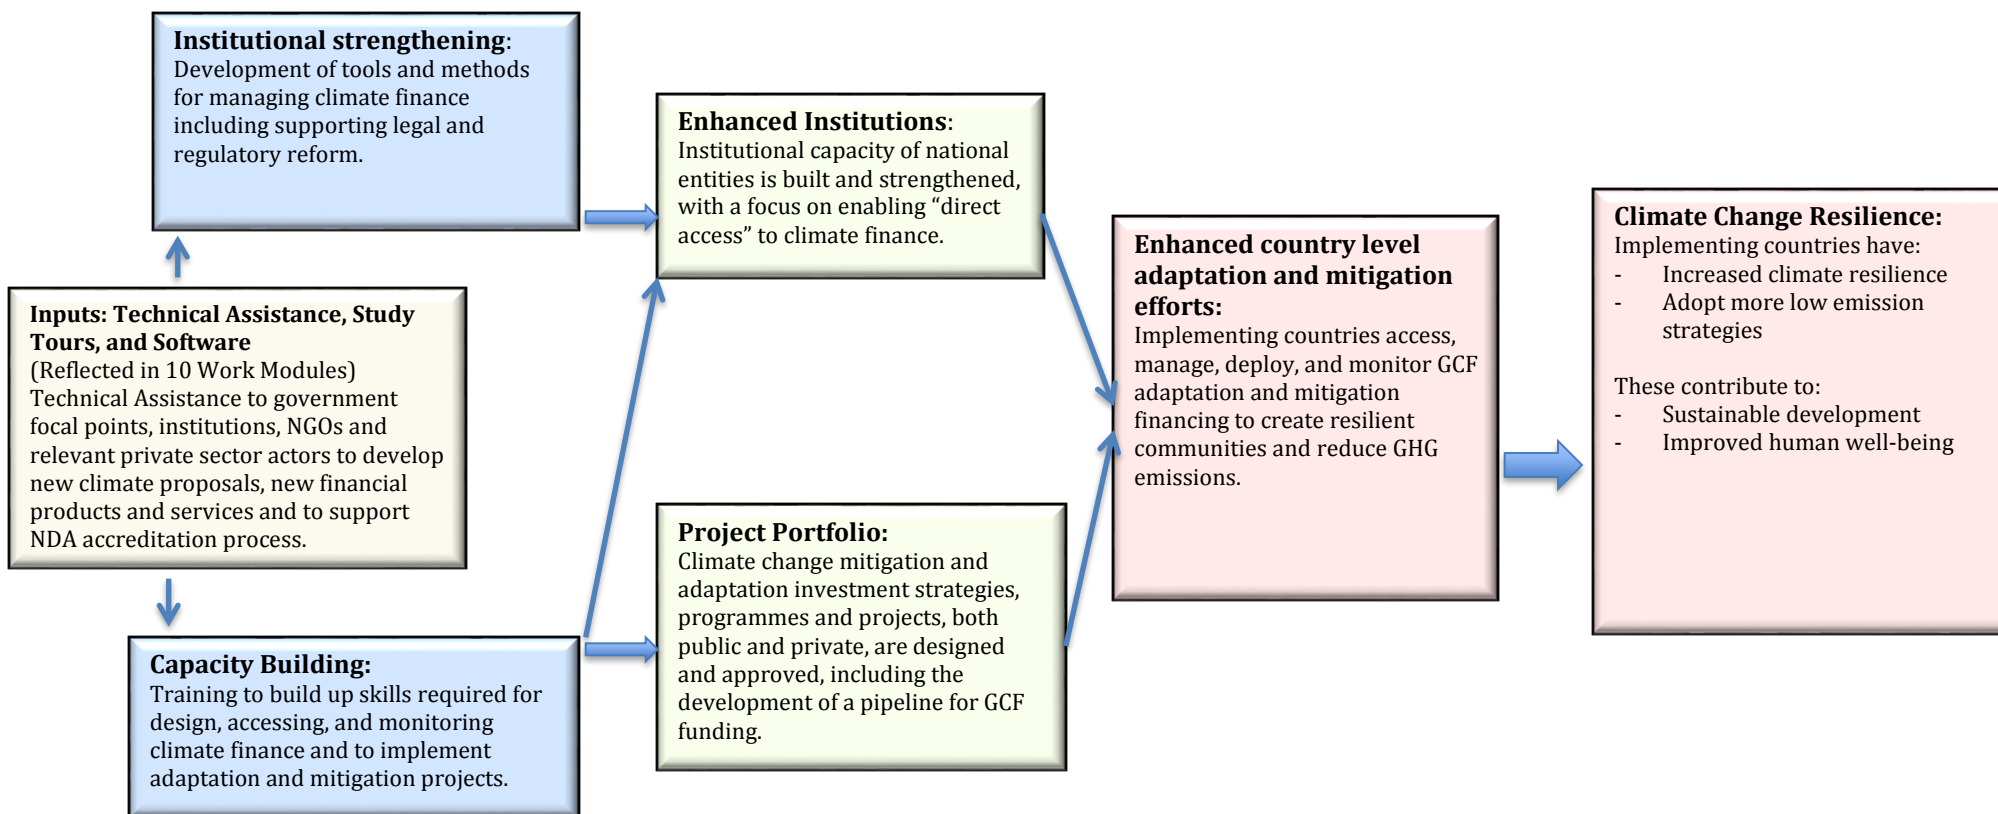 Institutional strengthening:
Development of tools and methods
for managing climate finance
including supporting legal and
regulatory reform.
Inputs: Technical Assistance, Study
Tours, and Software
(Reflected in 10 Work Modules)
Technical Assistance to government
focal points, institutions, NGOs and
relevant private sector actors to develop
new climate proposals, new financial
products and services and to support
NDA accreditation process.
Capacity Building:
Training to build up skills required for
design, accessing, and monitoring
climate finance and to implement
adaptation and mitigation projects.
Enhanced Institutions:
Institutional capacity of national
entities is built and strengthened,
with a focus on enabling “direct
access” to climate finance.
Project Portfolio:
Climate change mitigation and
adaptation investment strategies,
programmes and projects, both
public and private, are designed
and approved, including the
development of a pipeline for GCF
funding.
Enhanced country level
adaptation and mitigation
efforts:
Implementing countries access,
manage, deploy, and monitor GCF
adaptation and mitigation
financing to create resilient
communities and reduce GHG
emissions.
Climate Change Resilience:
Implementing countries have:
- Increased climate resilience
- Adopt more low emission
strategies
These contribute to:
- Sustainable development
- Improved human well-being